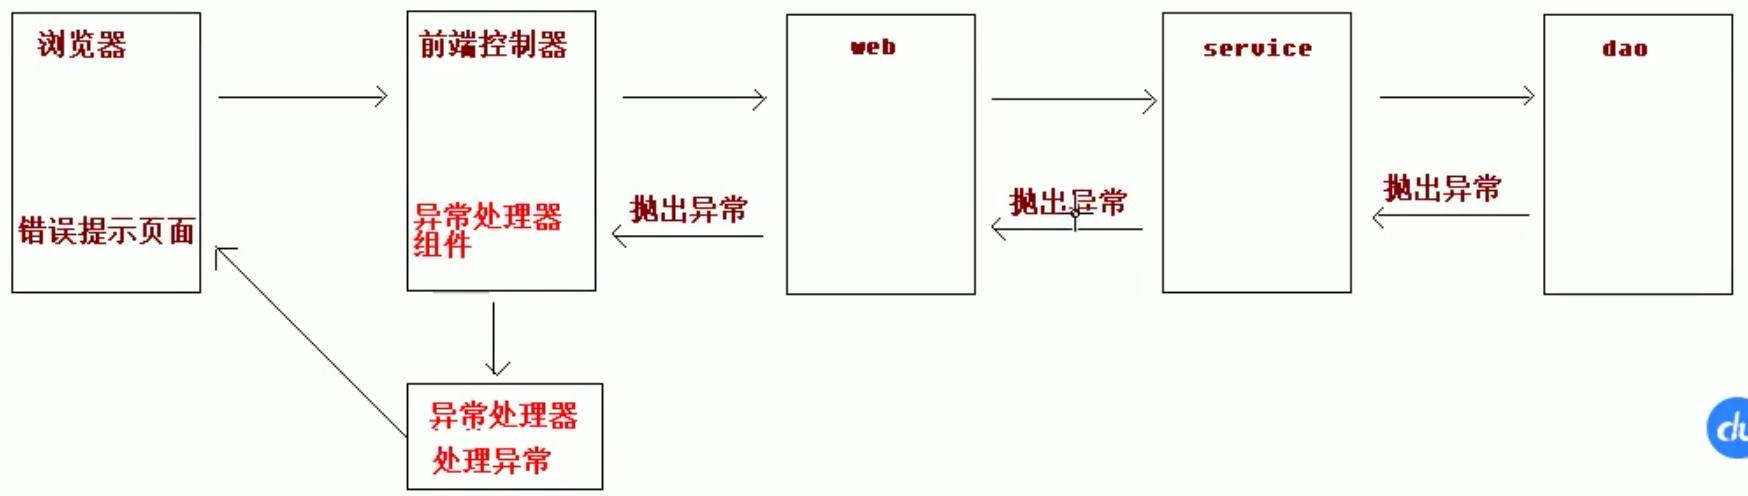 浏览器
前端控制器
web
service
dao
错误提示页面
异常处理器
组件
抛出异常
抛出异常
抛出异常
异常处理器
处理异常
du